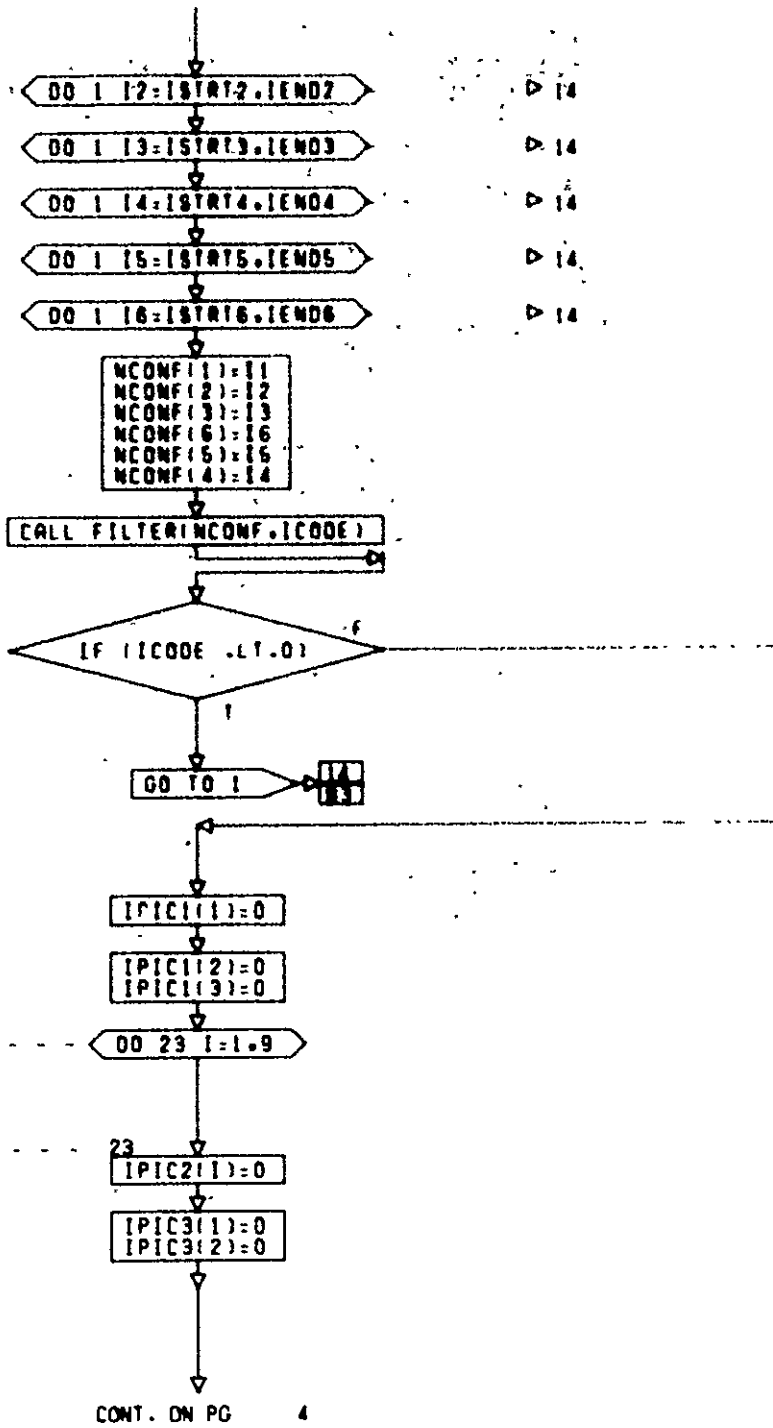 DO 1 I2=ISTRT2,IEND2 14
DO 1 I3=ISTRT3,IEND3 14
DO 1 I4=ISTRT4,IEND4 14
DO 1 I5=ISTRT5,IEND5 14
DO 1 I6=ISTRT6,IEND6 14
NCONF(1)=I1
NCONF(2)=I2
NCONF(3)=I3
NCONF(6)=I6
NCONF(5)=I5
NCONF(4)=I4
CALL FILTER(NCONF,ICODE)
F
IF (ICODE .LT.0)
T
GO TO 1 14
IPIC1(1)=0
IPIC1(2)=0
IPIC1(3)=0
DO 23 I=1,9
23
IPIC2(I)=0
IPIC3(1)=0
IPIC3(2)=0
CONT. ON PG 4